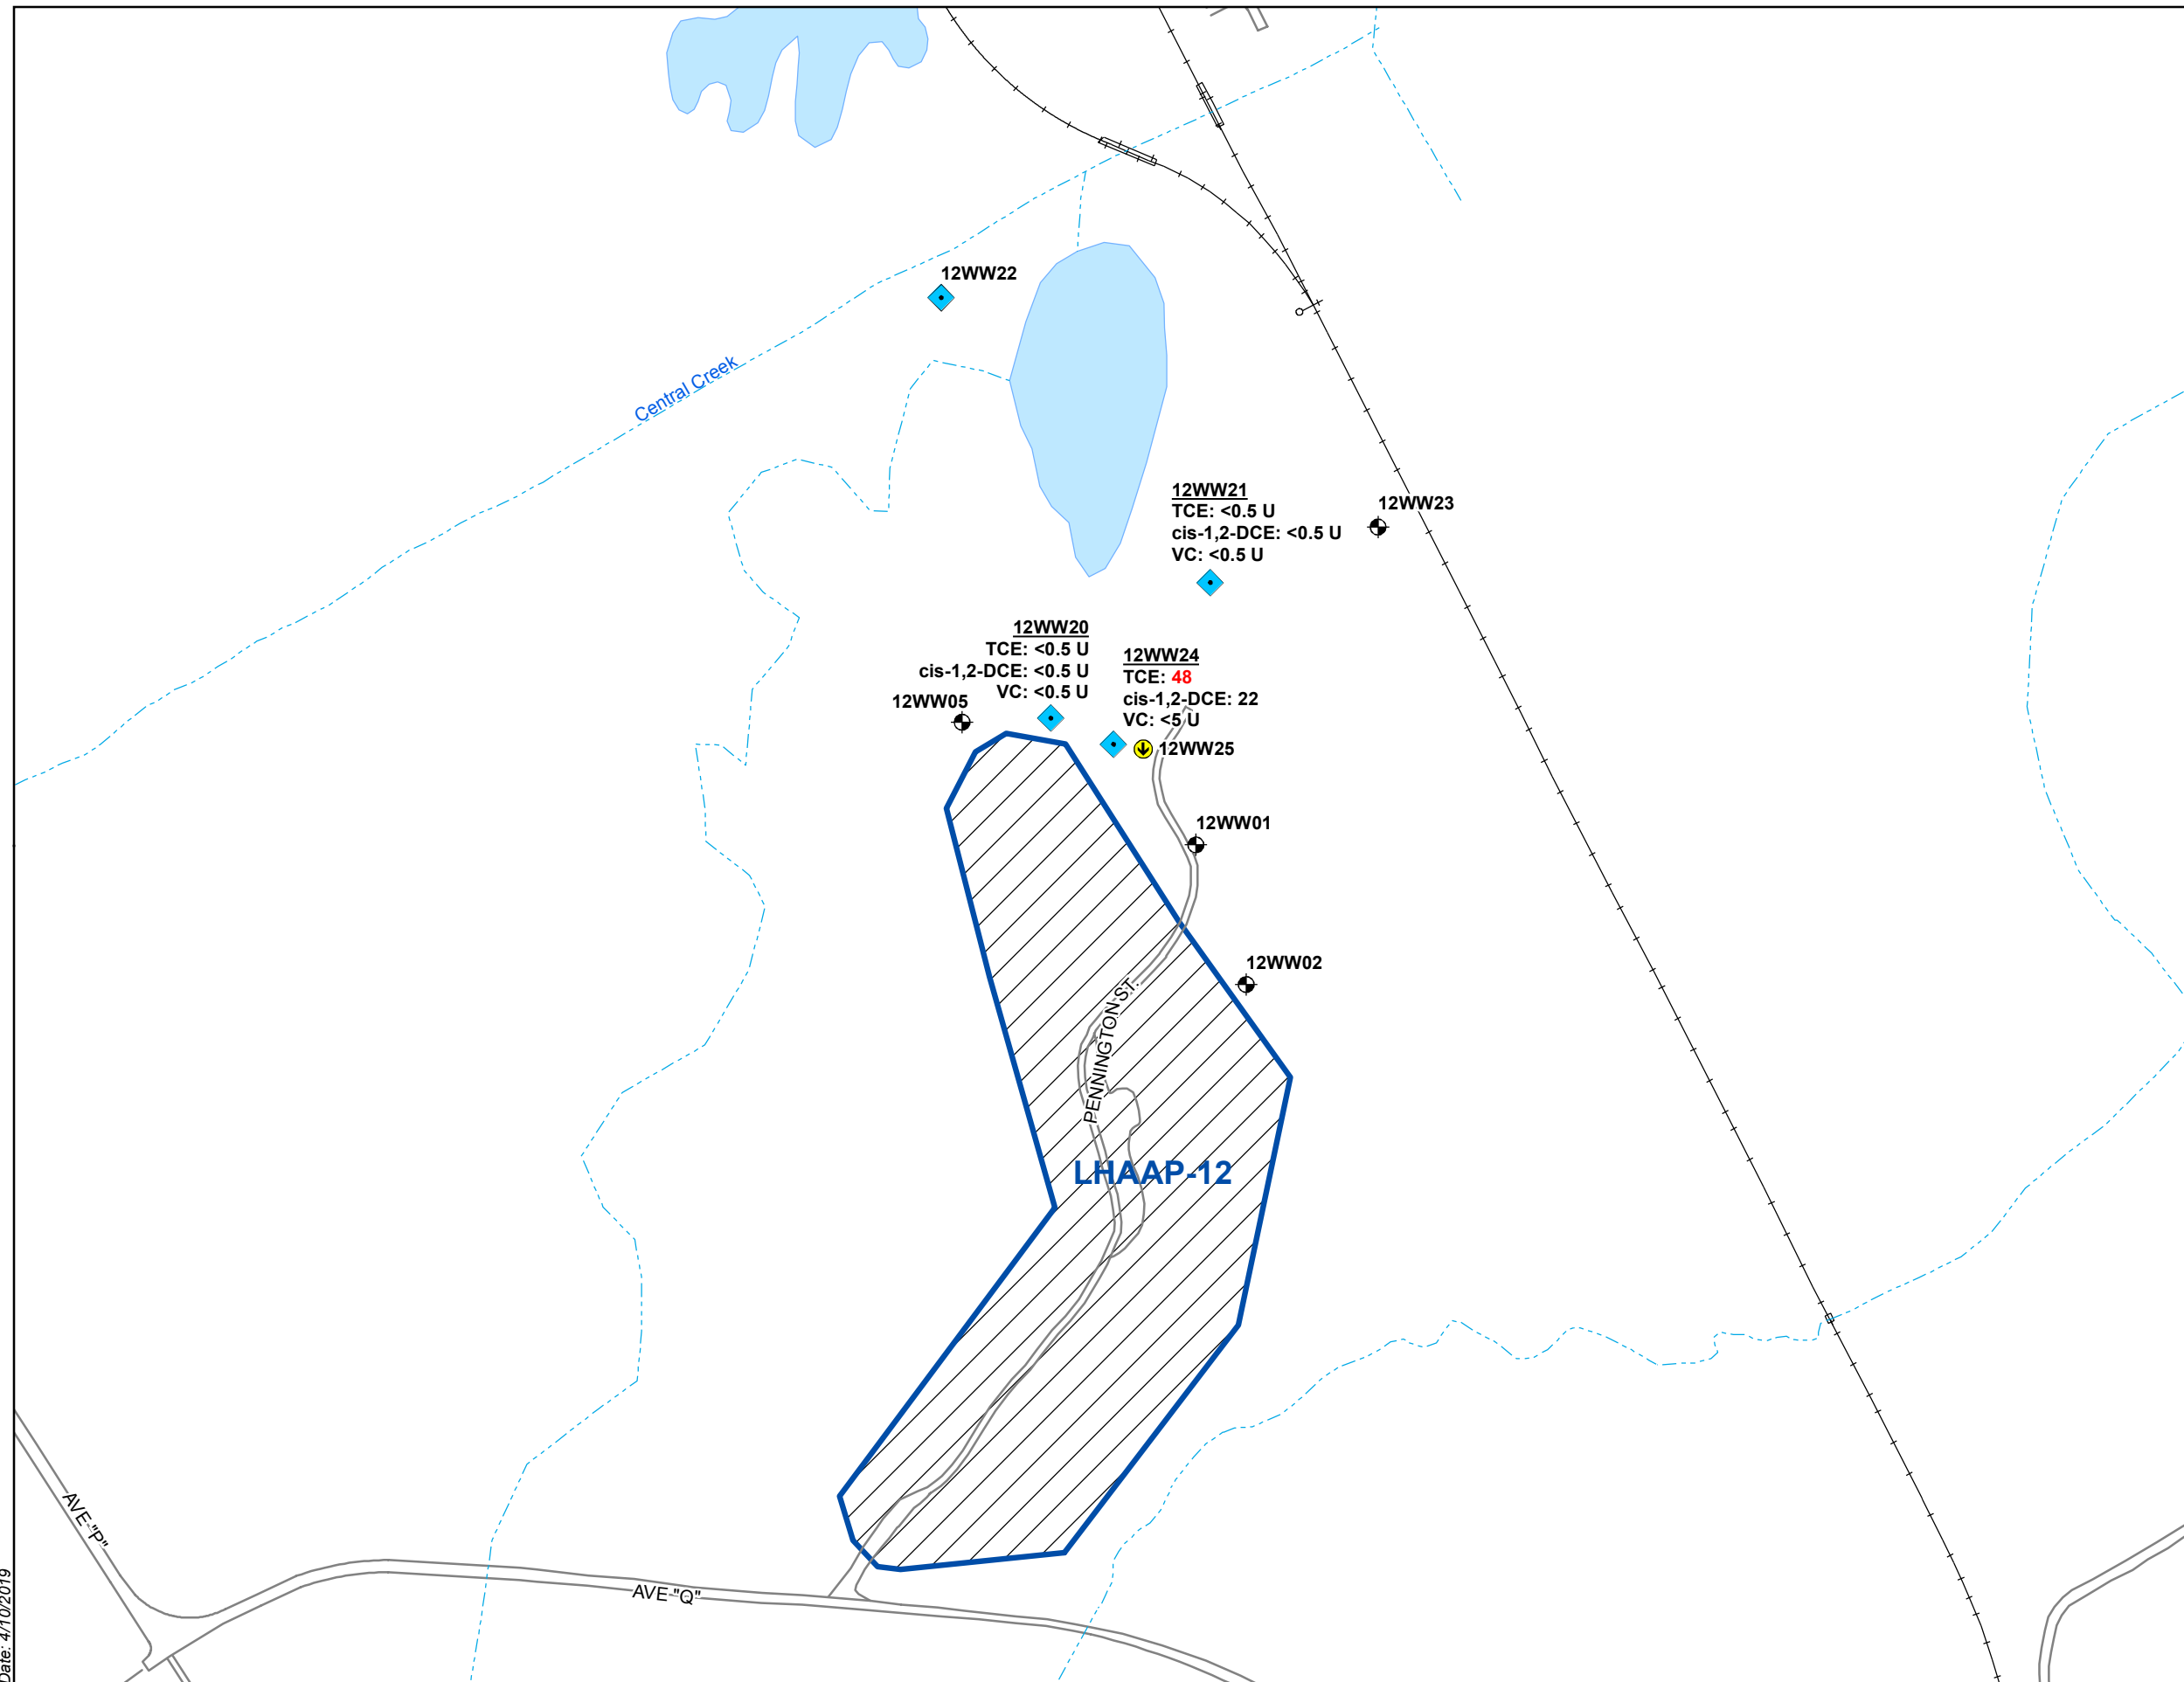 12WW22
Central Creek
12WW21
TCE: <0.5 U
cis-1,2-DCE: <0.5 U
VC: <0.5 U
12WW23
12WW20
TCE: <0.5 U
cis-1,2-DCE: <0.5 U
VC: <0.5 U
12WW24
TCE: 48
cis-1,2-DCE: 22
VC: <5 U
12WW05
12WW25
12WW01
12WW02
PENNINGTON ST.
LHAAP-12
AVE "P"
AVE "Q"
Date: 4/10/2019